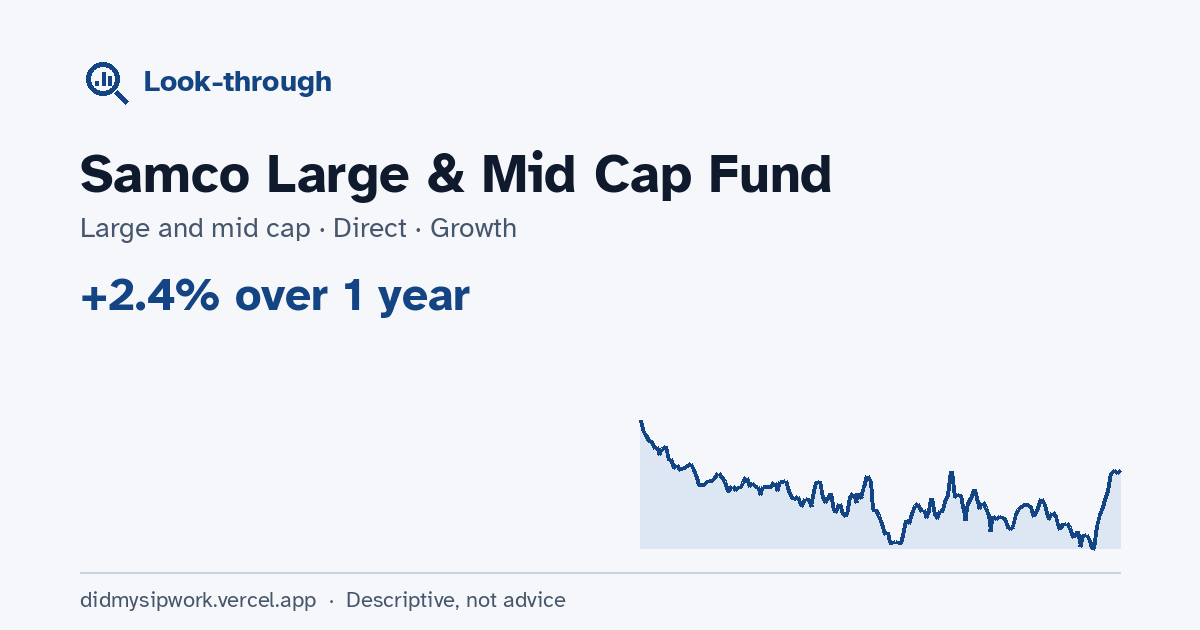 Look-through
Samco Large & Mid Cap Fund
Large and mid cap · Direct · Growth
+2.4% over 1 year
didmysipwork.vercel.app · Descriptive, not advice